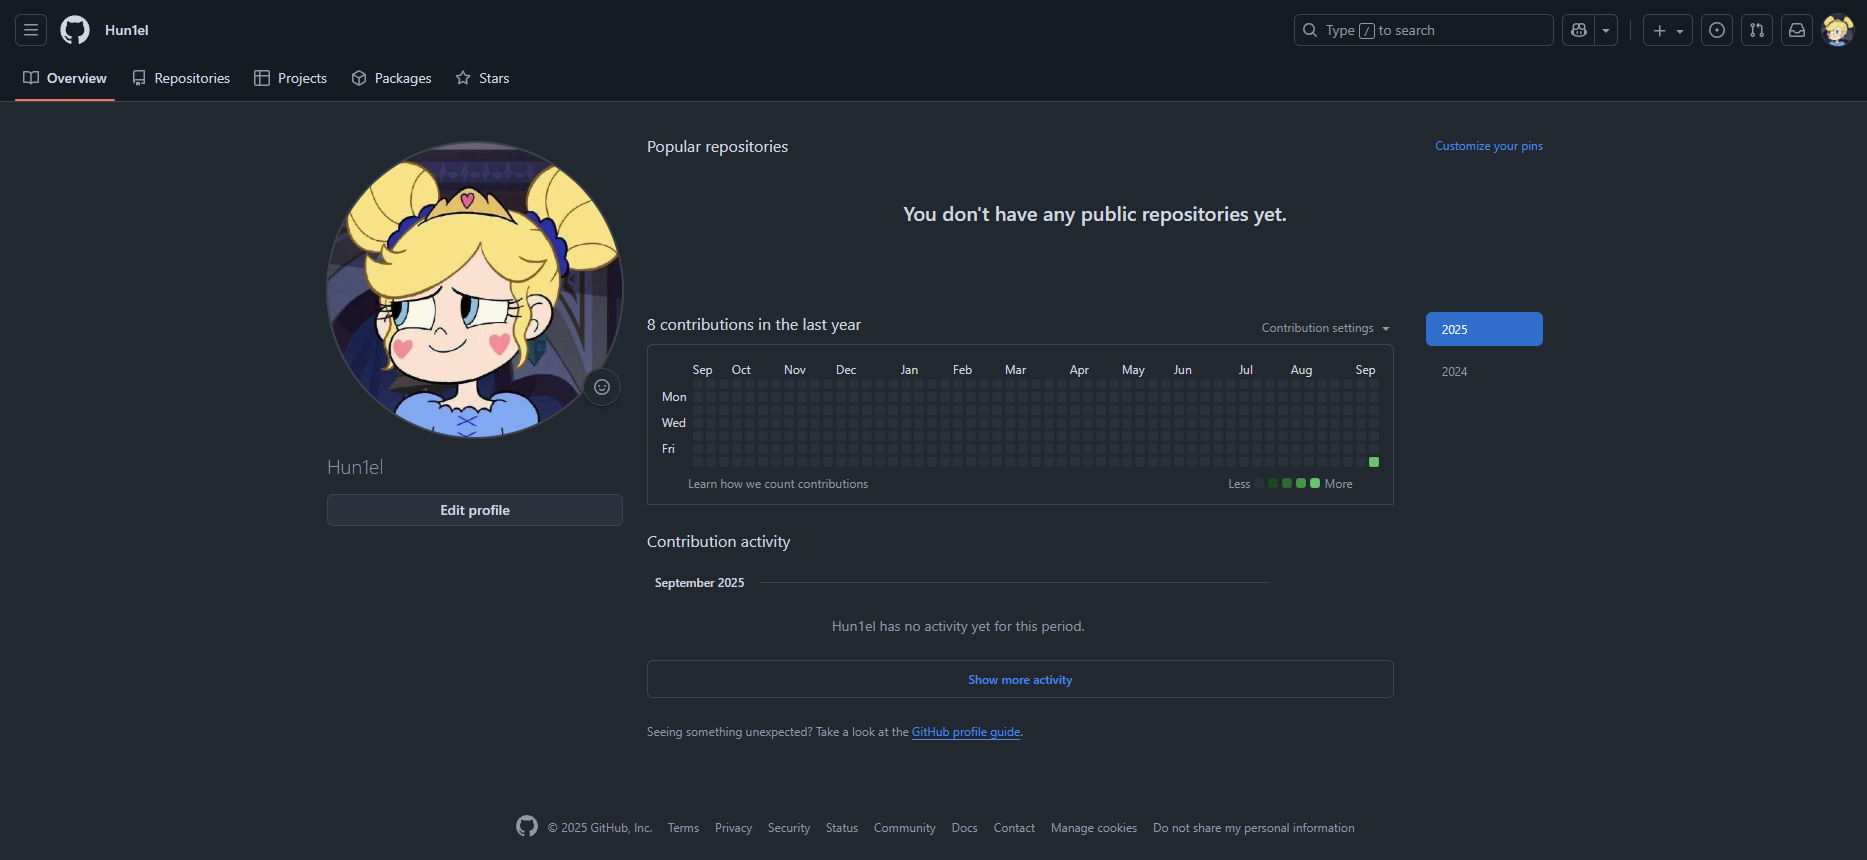 Hun1el
Type / to search
Overview
Repositories
Projects
Packages
Stars
Popular repositories
Customize your pins
You don't have any public repositories yet.
Hun1el
Edit profile
8 contributions in the last year
Contribution settings
2025
2024
Sep Oct Nov Dec Jan Feb Mar Apr May Jun Jul Aug Sep
Mon
Wed
Fri
Learn how we count contributions
Less More
Contribution activity
September 2025
Hun1el has no activity yet for this period.
Show more activity
Seeing something unexpected? Take a look at the GitHub profile guide.
© 2025 GitHub, Inc. Terms Privacy Security Status Community Docs Contact Manage cookies Do not share my personal information